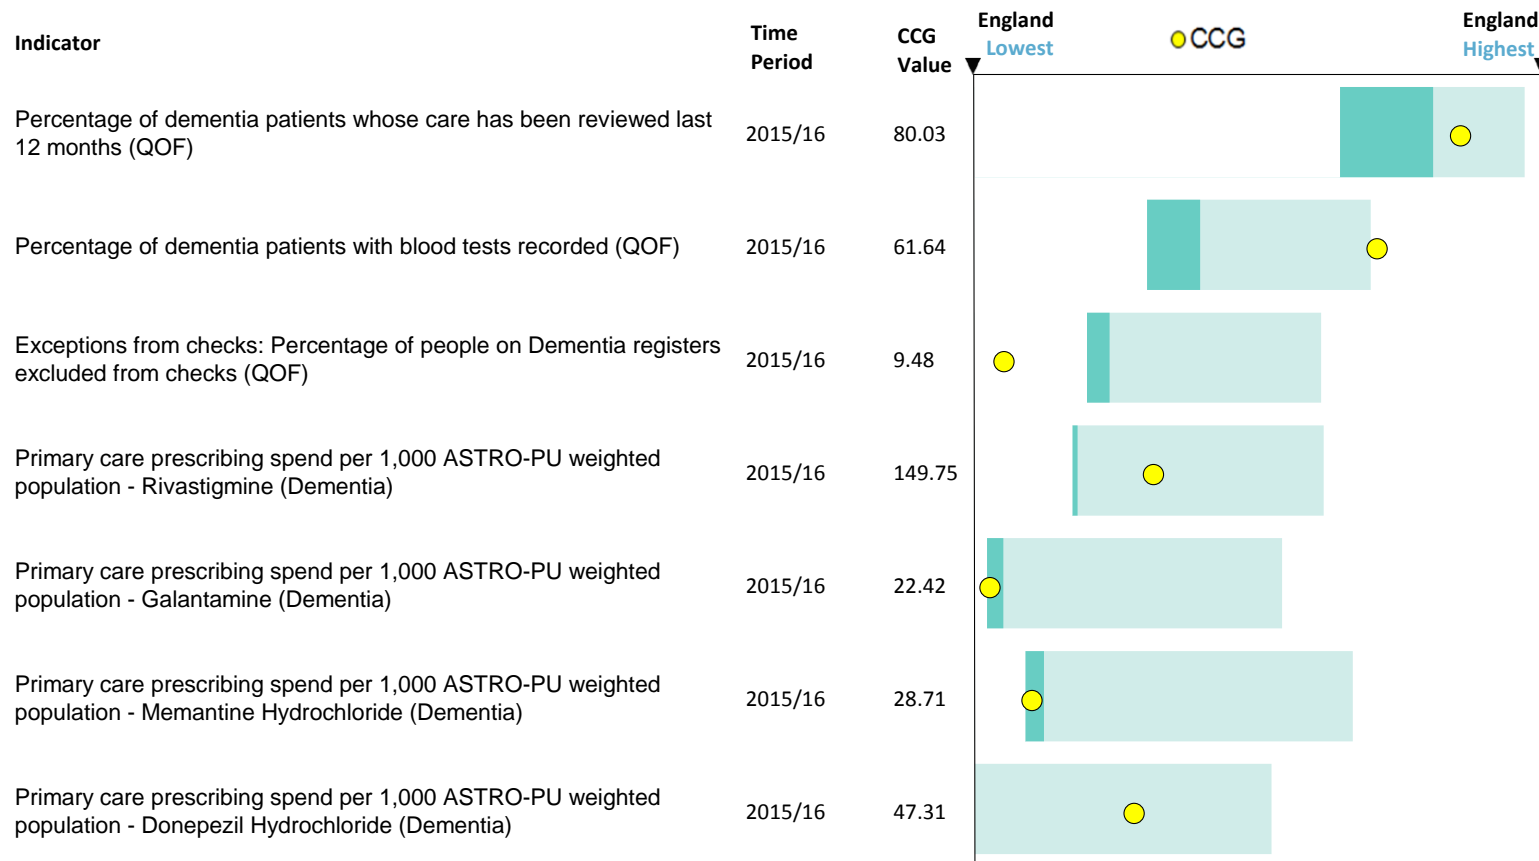 Indicator
Time
Period
CCG
Value
England
Lowest
CCG
England
Highest
Percentage of dementia patients whose care has been reviewed last
12 months (QOF)
2015/16
80.03
Percentage of dementia patients with blood tests recorded (QOF)
2015/16
61.64
Exceptions from checks: Percentage of people on Dementia registers
excluded from checks (QOF)
2015/16
9.48
Primary care prescribing spend per 1,000 ASTRO-PU weighted
population - Rivastigmine (Dementia)
2015/16
149.75
Primary care prescribing spend per 1,000 ASTRO-PU weighted
population - Galantamine (Dementia)
2015/16
22.42
Primary care prescribing spend per 1,000 ASTRO-PU weighted
population - Memantine Hydrochloride (Dementia)
2015/16
28.71
Primary care prescribing spend per 1,000 ASTRO-PU weighted
population - Donepezil Hydrochloride (Dementia)
2015/16
47.31